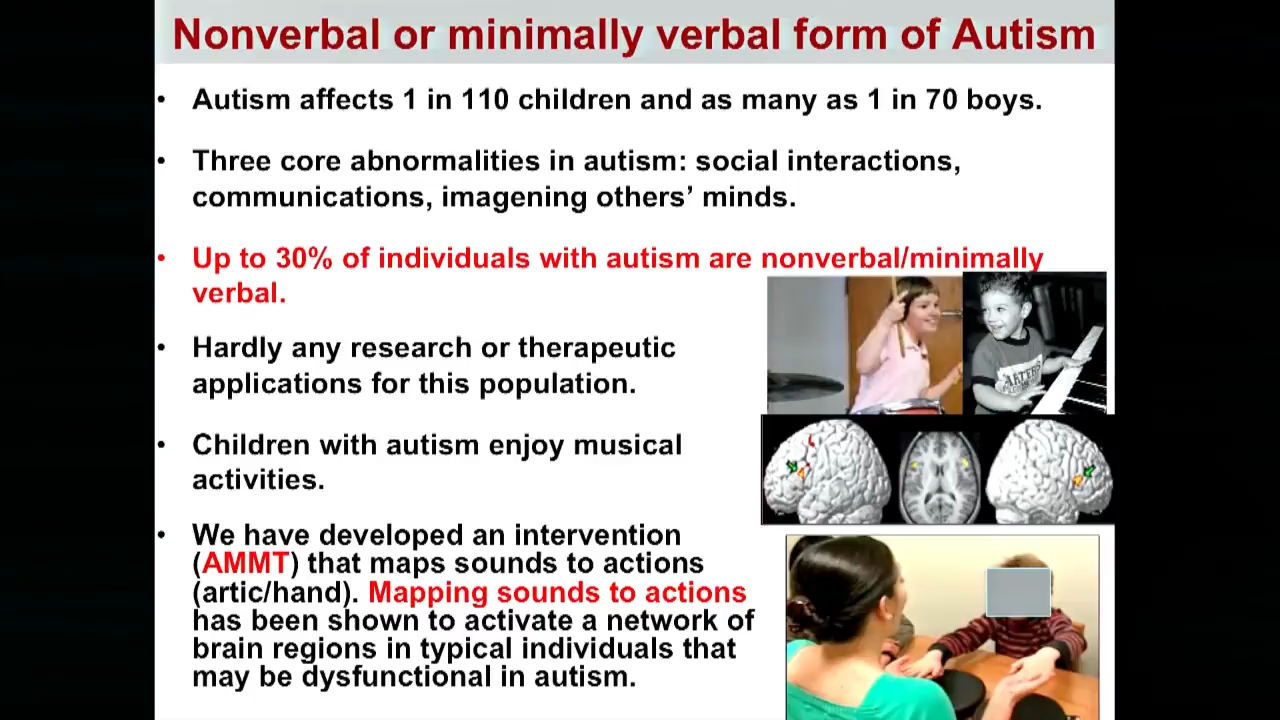 Nonverbal or minimally verbal form of Autism
• Autism affects 1 in 110 children and as many as 1 in 70 boys.
• Three core abnormalities in autism: social interactions,
communications, imagening others’ minds.
• Up to 30% of individuals with autism are nonverbal/minimally
verbal.
• Hardly any research or therapeutic
applications for this population.
• Children with autism enjoy musical
activities.
• We have developed an intervention
(AMMT) that maps sounds to actions
(artic/hand). Mapping sounds to actions
has been shown to activate a network of
brain regions in typical individuals that
may be dysfunctional in autism.